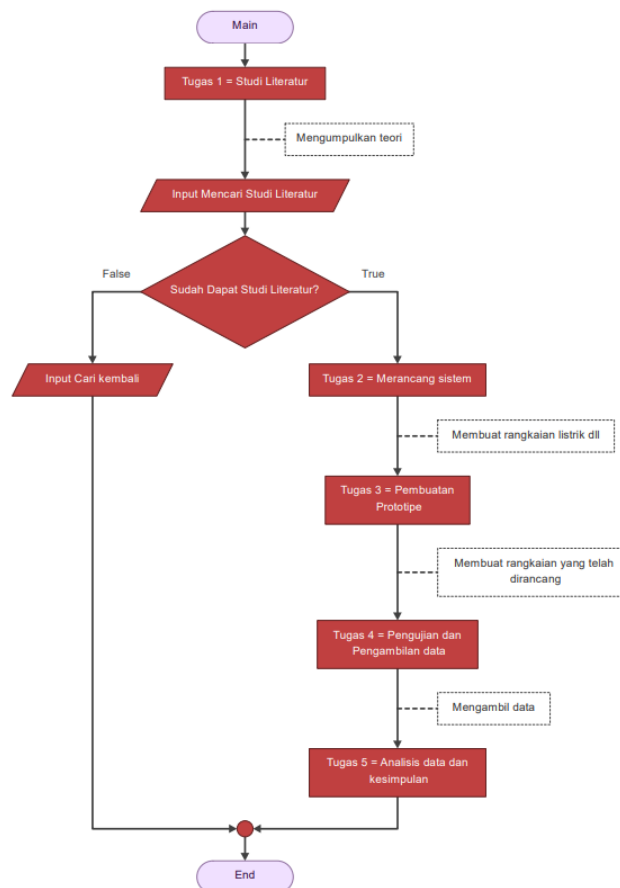 Main
Tugas 1 = Studi Literatur
Mengumpulkan teori
Input Mencari Studi Literatur
False
True
Sudah Dapat Studi Literatur?
Input Cari kembali
Tugas 2 = Merancang sistem
Membuat rangkaian listrik dll
Tugas 3 = Pembuatan
Prototipe
Membuat rangkaian yang telah
dirancang
Tugas 4 = Pengujian dan
Pengambilan data
Mengambil data
Tugas 5 = Analisis data dan
kesimpulan
End